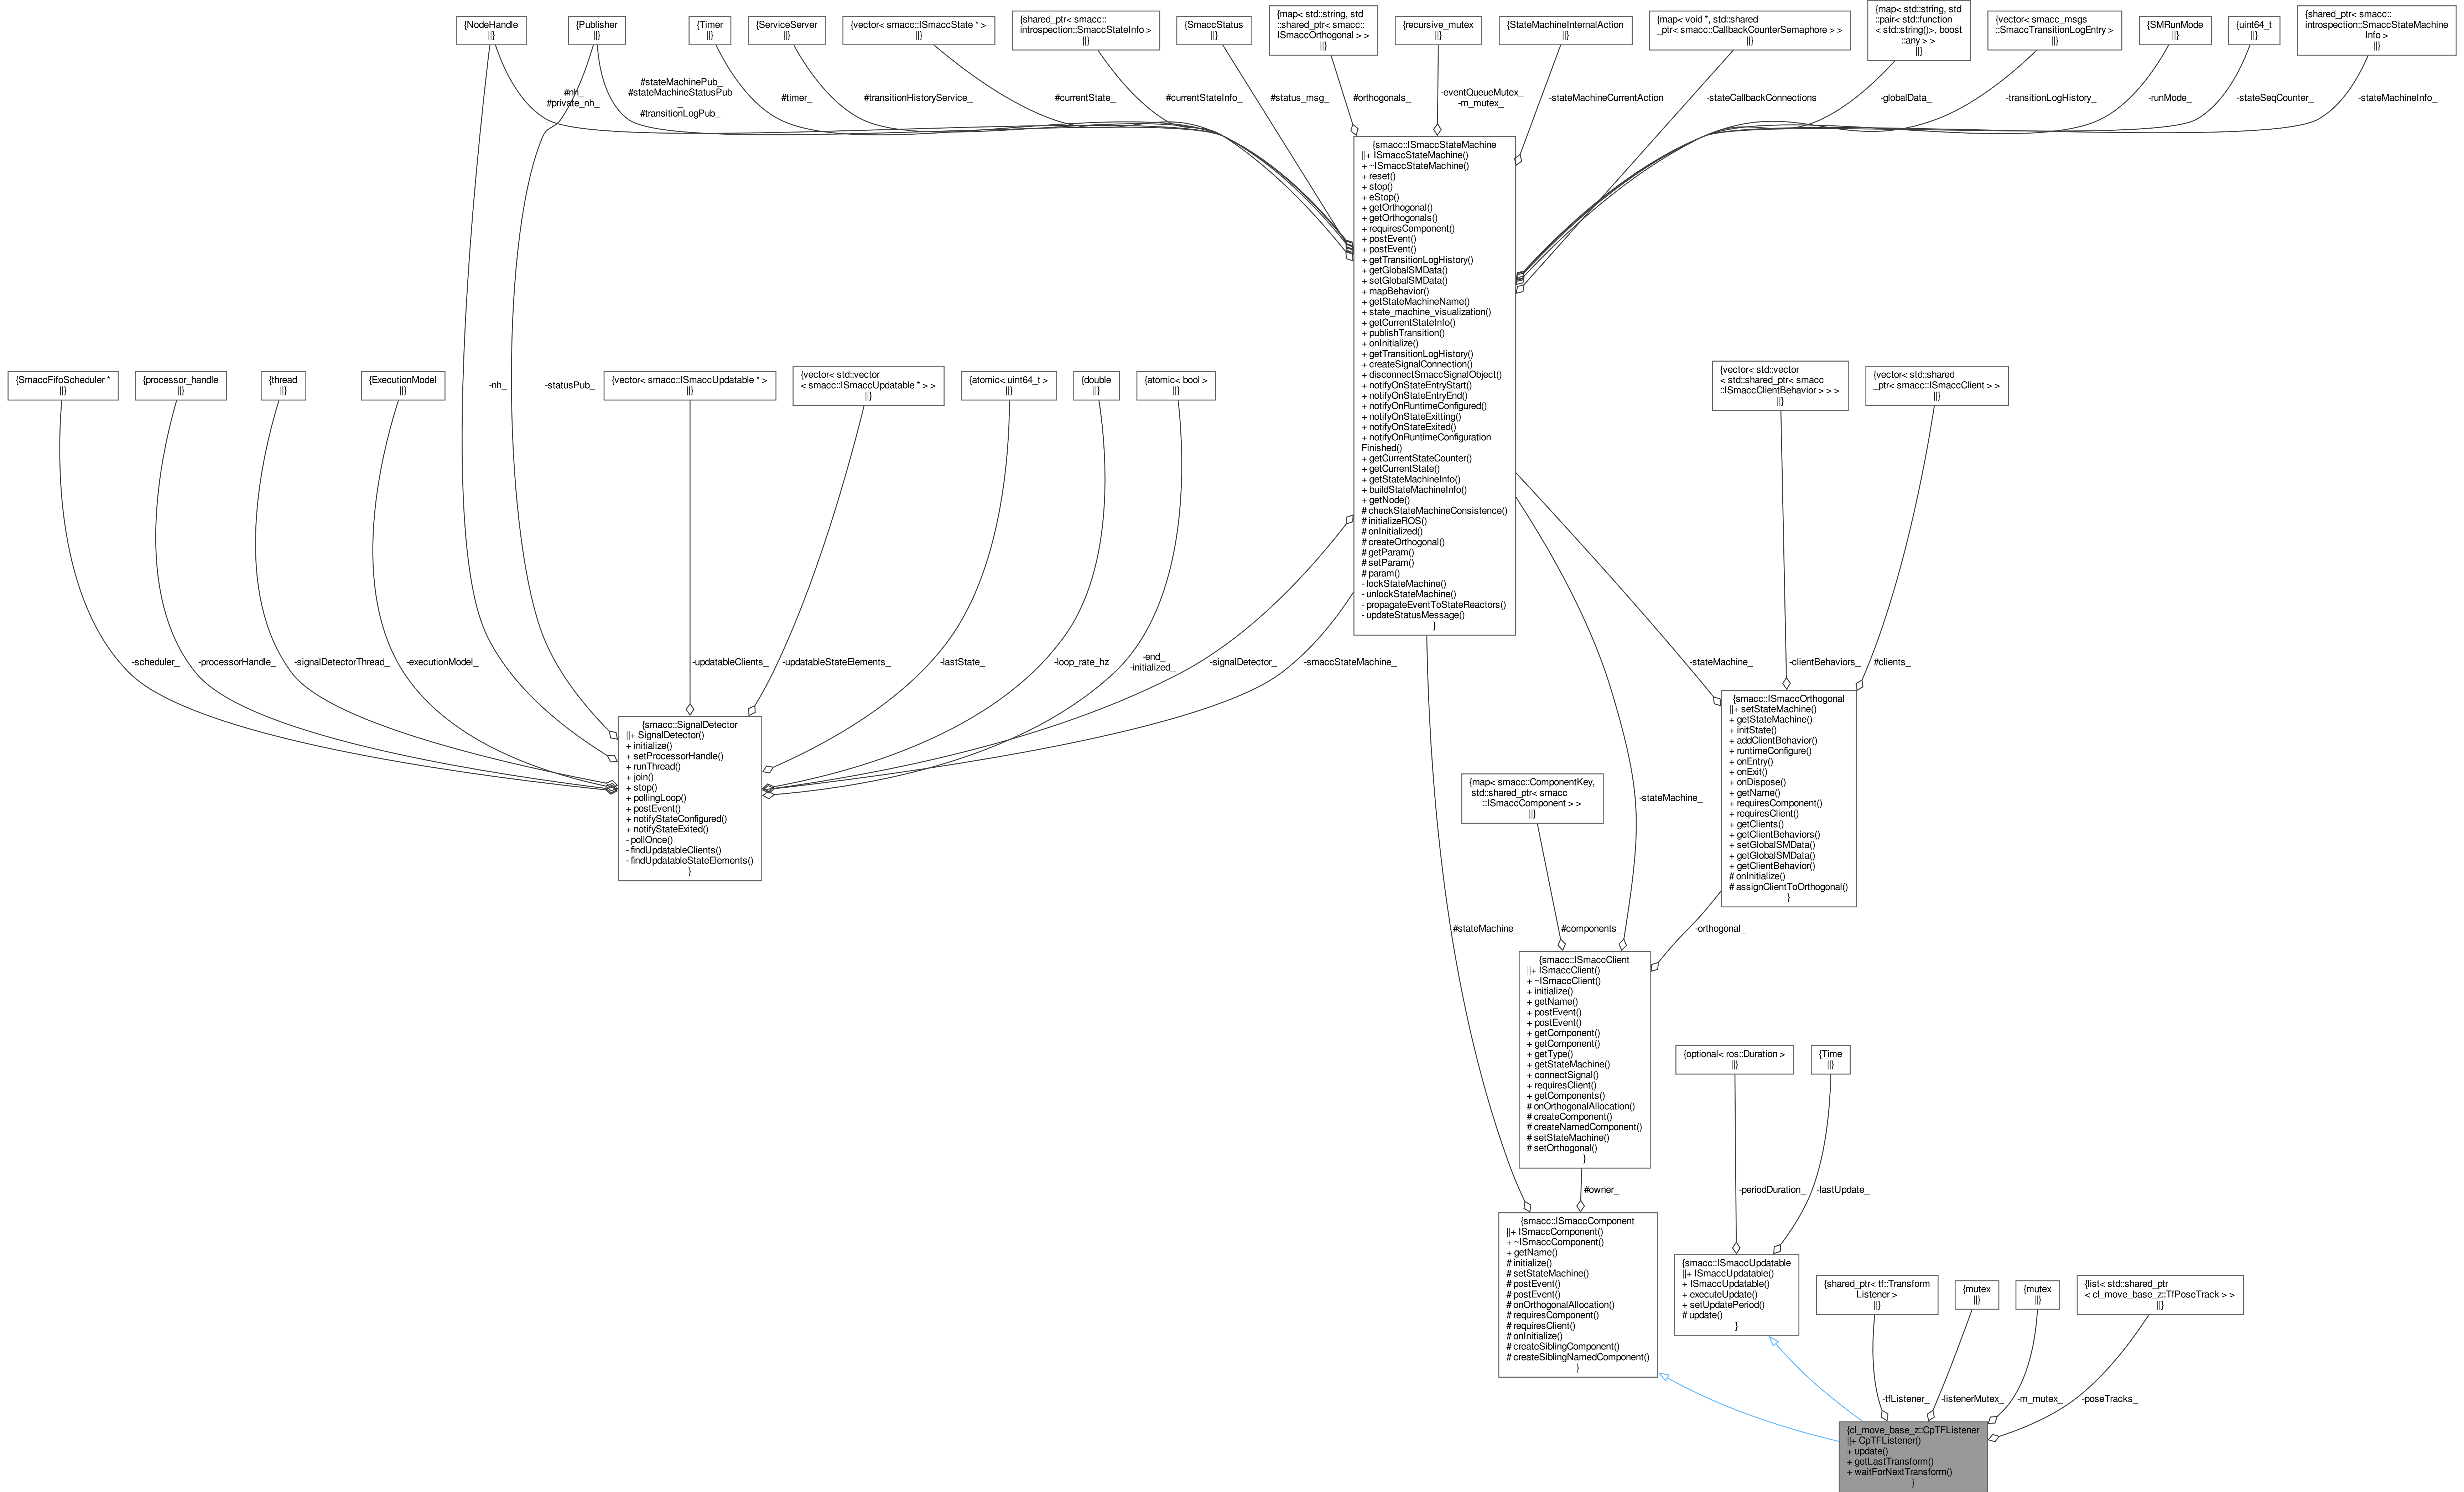 {NodeHandle
||}
{Publisher
||}
{Timer
||}
{ServiceServer
||}
{vector< smacc::ISmaccState * >
||}
{shared_ptr< smacc::
introspection::SmaccStateInfo >
||}
{SmaccStatus
||}
{map< std::string, std
::shared_ptr< smacc::
ISmaccOrthogonal > >
||}
{recursive_mutex
||}
{StateMachineInternalAction
||}
{map< void *, std::shared
_ptr< smacc::CallbackCounterSemaphore > >
||}
{map< std::string, std
::pair< std::function
< std::string()>, boost
::any > >
||}
{vector< smacc_msgs
::SmaccTransitionLogEntry >
||}
{SMRunMode
||}
{uint64_t
||}
{shared_ptr< smacc::
introspection::SmaccStateMachine
Info >
||}
#nh_
#private_nh_
#stateMachinePub_
#stateMachineStatusPub
_
#transitionLogPub_
#timer_
#transitionHistoryService_
#currentState_
#currentStateInfo_
#status_msg_
#orthogonals_
-eventQueueMutex_
-m_mutex_
-stateMachineCurrentAction
-stateCallbackConnections
-globalData_
-transitionLogHistory_
-runMode_
-stateSeqCounter_
-stateMachineInfo_
{smacc::ISmaccStateMachine
||+ ISmaccStateMachine()
+ ~ISmaccStateMachine()
+ reset()
+ stop()
+ eStop()
+ getOrthogonal()
+ getOrthogonals()
+ requiresComponent()
+ postEvent()
+ postEvent()
+ getTransitionLogHistory()
+ getGlobalSMData()
+ setGlobalSMData()
+ mapBehavior()
+ getStateMachineName()
+ state_machine_visualization()
+ getCurrentStateInfo()
+ publishTransition()
+ onInitialize()
+ getTransitionLogHistory()
+ createSignalConnection()
+ disconnectSmaccSignalObject()
+ notifyOnStateEntryStart()
+ notifyOnStateEntryEnd()
+ notifyOnRuntimeConfigured()
+ notifyOnStateExitting()
+ notifyOnStateExited()
+ notifyOnRuntimeConfiguration
Finished()
+ getCurrentStateCounter()
+ getCurrentState()
+ getStateMachineInfo()
+ buildStateMachineInfo()
+ getNode()
# checkStateMachineConsistence()
# initializeROS()
# onInitialized()
# createOrthogonal()
# getParam()
# setParam()
# param()
- lockStateMachine()
- unlockStateMachine()
- propagateEventToStateReactors()
- updateStatusMessage()
}
{SmaccFifoScheduler *
||}
{processor_handle
||}
{thread
||}
{ExecutionModel
||}
-nh_
-statusPub_
{vector< smacc::ISmaccUpdatable * >
||}
{vector< std::vector
< smacc::ISmaccUpdatable * > >
||}
{atomic< uint64_t >
||}
{double
||}
{atomic< bool >
||}
{vector< std::vector
< std::shared_ptr< smacc
::ISmaccClientBehavior > > >
||}
{vector< std::shared
_ptr< smacc::ISmaccClient > >
||}
-scheduler_
-processorHandle_
-signalDetectorThread_
-executionModel_
-updatableClients_
-updatableStateElements_
-lastState_
-loop_rate_hz
-end_
-initialized_
-signalDetector_
-smaccStateMachine_
-stateMachine_
-clientBehaviors_
#clients_
{smacc::SignalDetector
||+ SignalDetector()
+ initialize()
+ setProcessorHandle()
+ runThread()
+ join()
+ stop()
+ pollingLoop()
+ postEvent()
+ notifyStateConfigured()
+ notifyStateExited()
- pollOnce()
- findUpdatableClients()
- findUpdatableStateElements()
}
{smacc::ISmaccOrthogonal
||+ setStateMachine()
+ getStateMachine()
+ initState()
+ addClientBehavior()
+ runtimeConfigure()
+ onEntry()
+ onExit()
+ onDispose()
+ getName()
+ requiresComponent()
+ requiresClient()
+ getClients()
+ getClientBehaviors()
+ setGlobalSMData()
+ getGlobalSMData()
+ getClientBehavior()
# onInitialize()
# assignClientToOrthogonal()
}
{map< smacc::ComponentKey,
std::shared_ptr< smacc
::ISmaccComponent > >
||}
-stateMachine_
#stateMachine_
#components_
-orthogonal_
{smacc::ISmaccClient
||+ ISmaccClient()
+ ~ISmaccClient()
+ initialize()
+ getName()
+ postEvent()
+ postEvent()
+ getComponent()
+ getComponent()
+ getType()
+ getStateMachine()
+ connectSignal()
+ requiresClient()
+ getComponents()
# onOrthogonalAllocation()
# createComponent()
# createNamedComponent()
# setStateMachine()
# setOrthogonal()
}
{optional< ros::Duration >
||}
{Time
||}
#owner_
-periodDuration_
-lastUpdate_
{smacc::ISmaccComponent
||+ ISmaccComponent()
+ ~ISmaccComponent()
+ getName()
# initialize()
# setStateMachine()
# postEvent()
# postEvent()
# onOrthogonalAllocation()
# requiresComponent()
# requiresClient()
# onInitialize()
# createSiblingComponent()
# createSiblingNamedComponent()
}
{smacc::ISmaccUpdatable
||+ ISmaccUpdatable()
+ ISmaccUpdatable()
+ executeUpdate()
+ setUpdatePeriod()
# update()
}
{shared_ptr< tf::Transform
Listener >
||}
{mutex
||}
{mutex
||}
{list< std::shared_ptr
< cl_move_base_z::TfPoseTrack > >
||}
-tfListener_
-listenerMutex_
-m_mutex_
-poseTracks_
{cl_move_base_z::CpTFListener
||+ CpTFListener()
+ update()
+ getLastTransform()
+ waitForNextTransform()
}